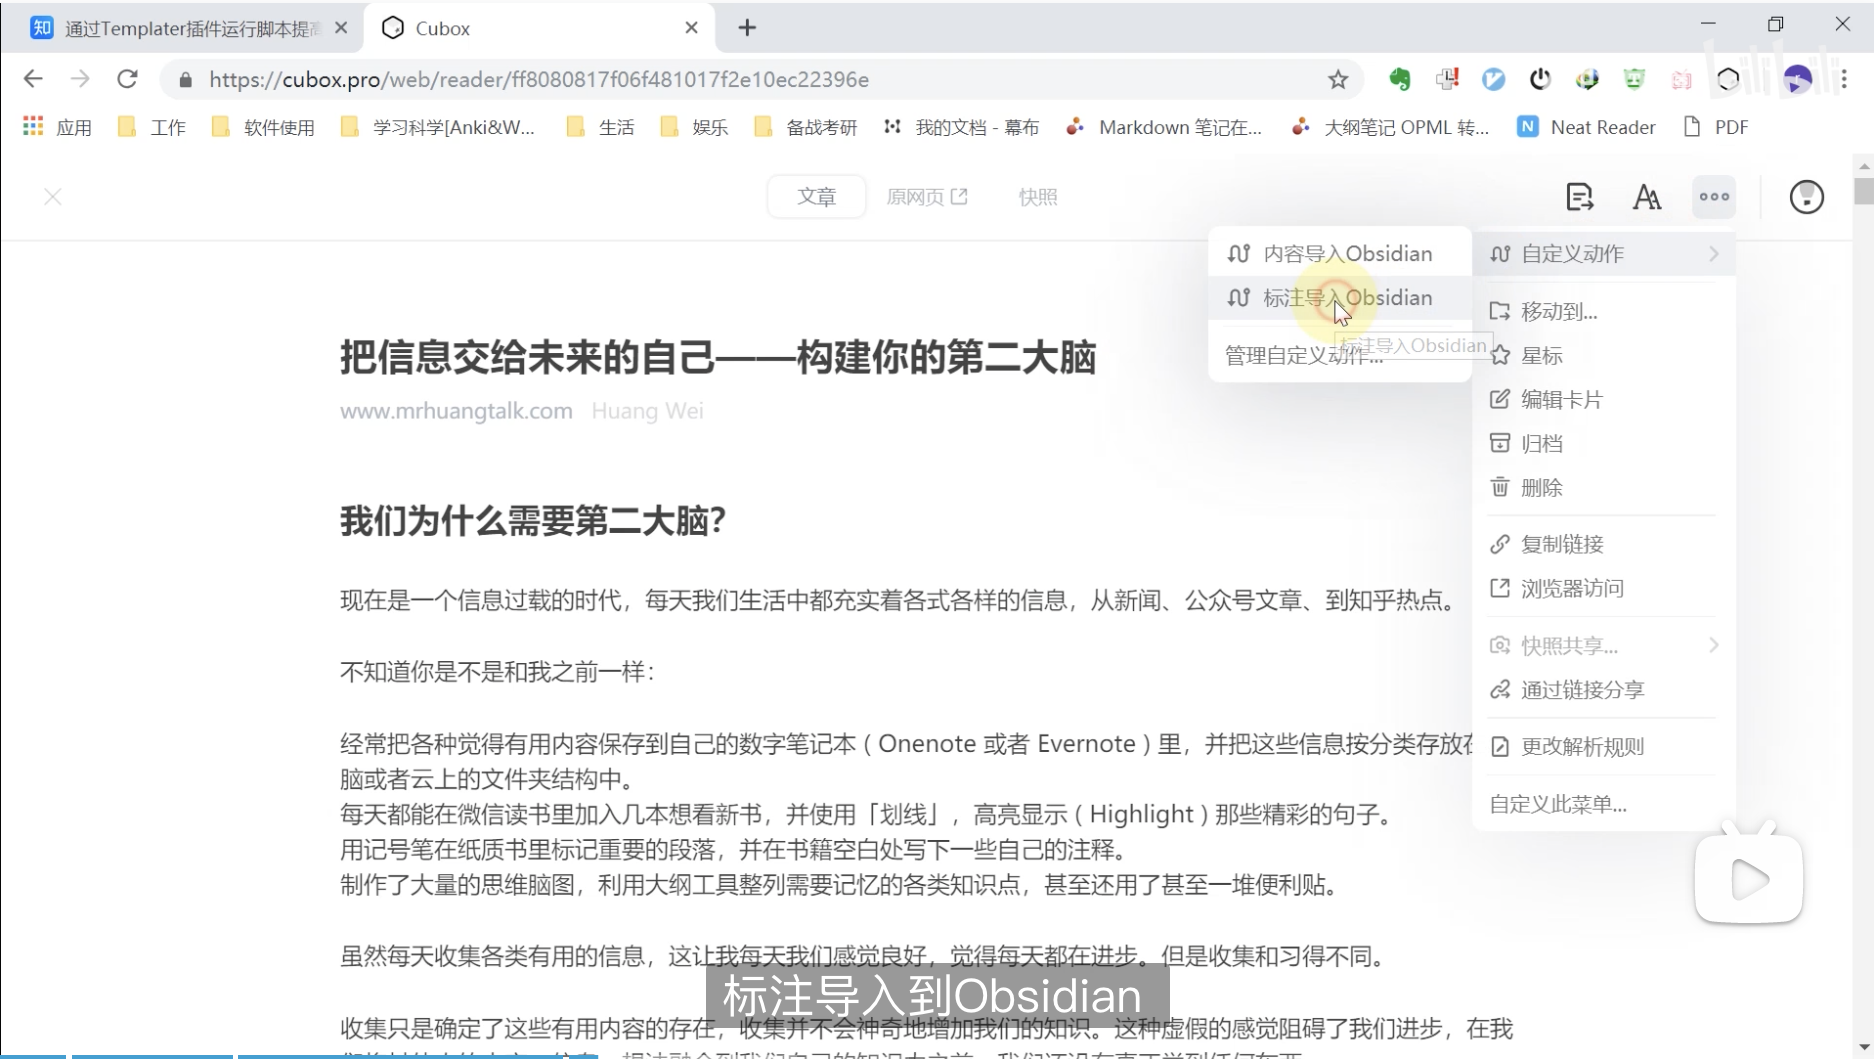 通过Templater插件运行脚本提高
Cubox
https://cubox.pro/web/reader/ff8080817f06f481017f2e10ec22396e
bilibili
应用 工作 软件使用 学习科学[Anki&W... 生活 娱乐 备战考研 我的文档 - 幕布 Markdown 笔记在... 大纲笔记 OPML 转... Neat Reader PDF
文章 原网页 快照
内容导入Obsidian
标注导入Obsidian
管理自定义动作...
标注导入Obsidian
自定义动作
移动到...
星标
编辑卡片
归档
删除
复制链接
浏览器访问
快照共享...
通过链接分享
更改解析规则
自定义此菜单...
把信息交给未来的自己——构建你的第二大脑
www.mrhuangtalk.com Huang Wei
我们为什么需要第二大脑？
现在是一个信息过载的时代，每天我们生活中都充实着各式各样的信息，从新闻、公众号文章、到知乎热点。
不知道你是不是和我之前一样：
经常把各种觉得有用内容保存到自己的数字笔记本（Onenote 或者 Evernote）里，并把这些信息按分类存放在
脑或者云上的文件夹结构中。
每天都能在微信读书里加入几本想看新书，并使用「划线」，高亮显示（Highlight）那些精彩的句子。
用记号笔在纸质书里标记重要的段落，并在书籍空白处写下一些自己的注释。
制作了大量的思维脑图，利用大纲工具整列需要记忆的各类知识点，甚至还用了甚至一堆便利贴。
虽然每天收集各类有用的信息，这让我每天我们感觉良好，觉得每天都在进步。但是收集和习得不同。
标注导入到Obsidian
收集只是确定了这些有用内容的存在，收集并不会神奇地增加我们的知识。这种虚假的感觉阻碍了我们进步，在我